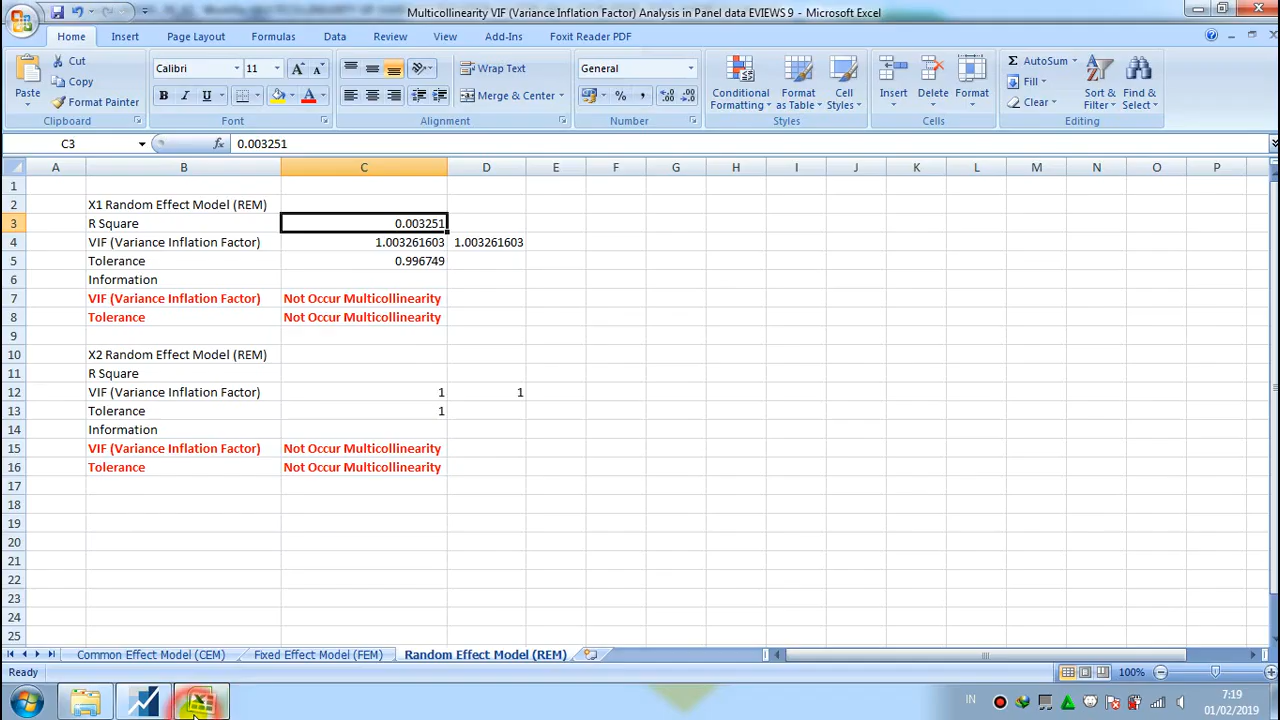 Multicollinearity VIF (Variance Inflation Factor) Analysis in Panel data EVIEWS 9 - Microsoft Excel
Home Insert Page Layout Formulas Data Review View Add-Ins Foxit Reader PDF
Paste Cut Copy Format Painter
Calibri 11
B I U A
Wrap Text
Merge & Center
General
% ,
Conditional Formatting Format as Table Cell Styles
Insert Delete Format
Σ AutoSum Fill Clear
Sort & Filter Find & Select
Clipboard Font Alignment Number Styles Cells Editing
C3 fx 0.003251
A B C D E F G H I J K L M N O P
1
2 X1 Random Effect Model (REM)
3 R Square 0.003251
4 VIF (Variance Inflation Factor) 1.003261603 1.003261603
5 Tolerance 0.996749
6 Information
7 VIF (Variance Inflation Factor) Not Occur Multicollinearity
8 Tolerance Not Occur Multicollinearity
9
10 X2 Random Effect Model (REM)
11 R Square
12 VIF (Variance Inflation Factor) 1 1
13 Tolerance 1
14 Information
15 VIF (Variance Inflation Factor) Not Occur Multicollinearity
16 Tolerance Not Occur Multicollinearity
17
18
19
20
21
22
23
24
25
Common Effect Model (CEM) Fixed Effect Model (FEM) Random Effect Model (REM)
Ready 100%
IN 7:19
01/02/2019